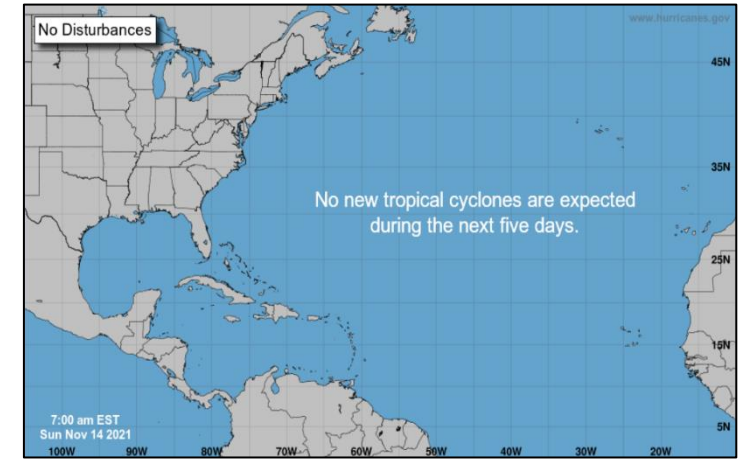 No Disturbances
www.hurricanes.gov
45N
35N
No new tropical cyclones are expected
during the next five days.
25N
15N
7:00 am EST
Sun Nov 14 2021
5N
100W 90W 80W 70W 60W 50W 40W 30W 20W